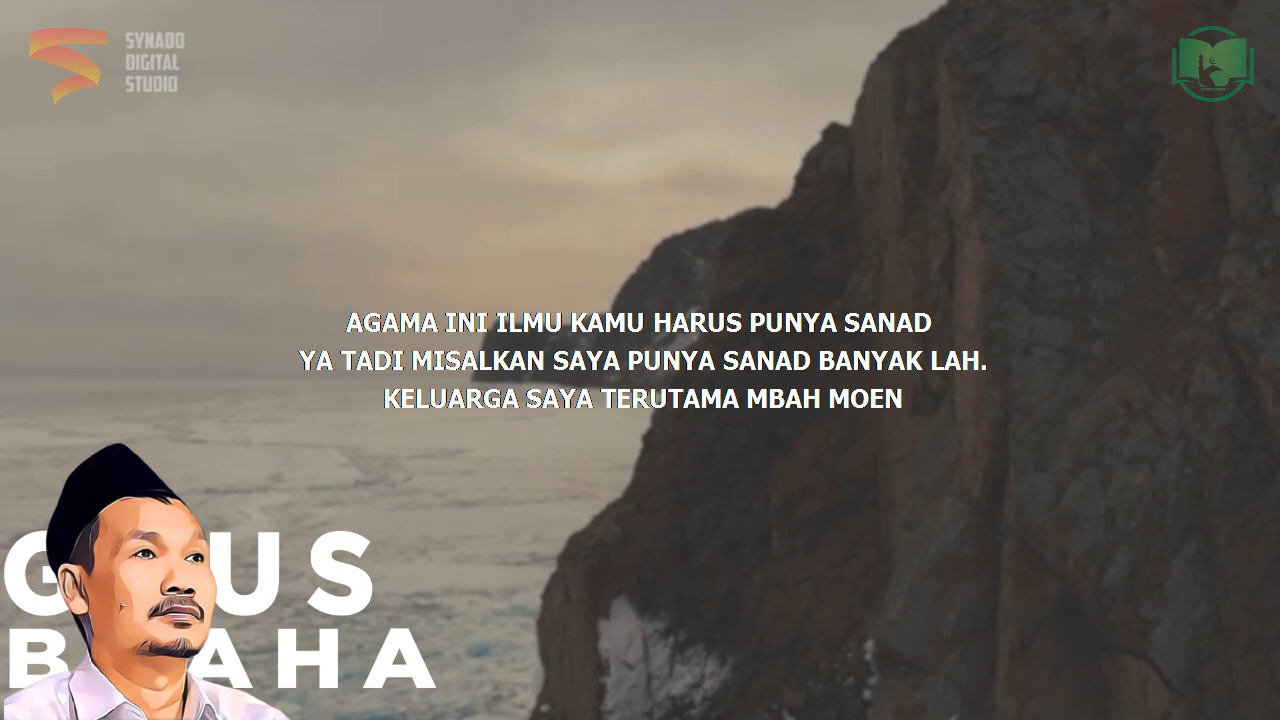 SYNADO
DIGITAL
STUDIO
AGAMA INI ILMU KAMU HARUS PUNYA SANAD
YA TADI MISALKAN SAYA PUNYA SANAD BANYAK LAH.
KELUARGA SAYA TERUTAMA MBAH MOEN
GUS
BAHA